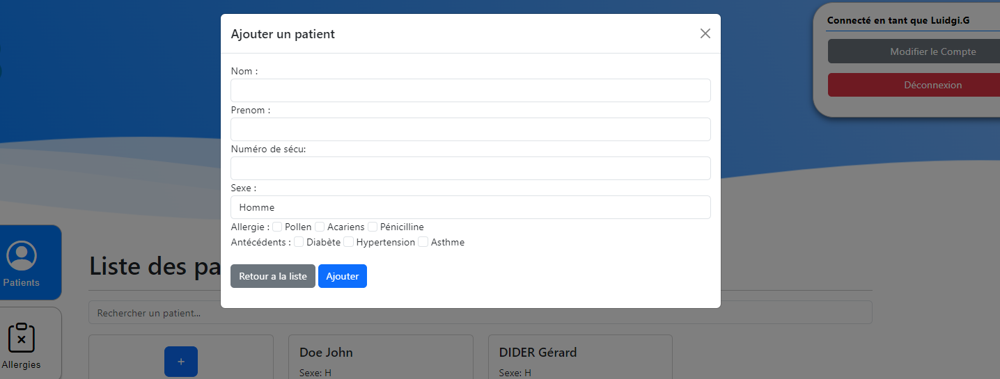 Ajouter un patient
Connecté en tant que Luidgi.G
Modifier le Compte
Déconnexion
Nom :
Prenom :
Numéro de sécu:
Sexe :
Homme
Allergie : Pollen Acariens Pénicilline
Antécédents : Diabète Hypertension Asthme
Retour a la liste Ajouter
Patients
Allergies
Liste des pa
Rechercher un patient...
+
Doe John
Sexe: H
DIDER Gérard
Sexe: H